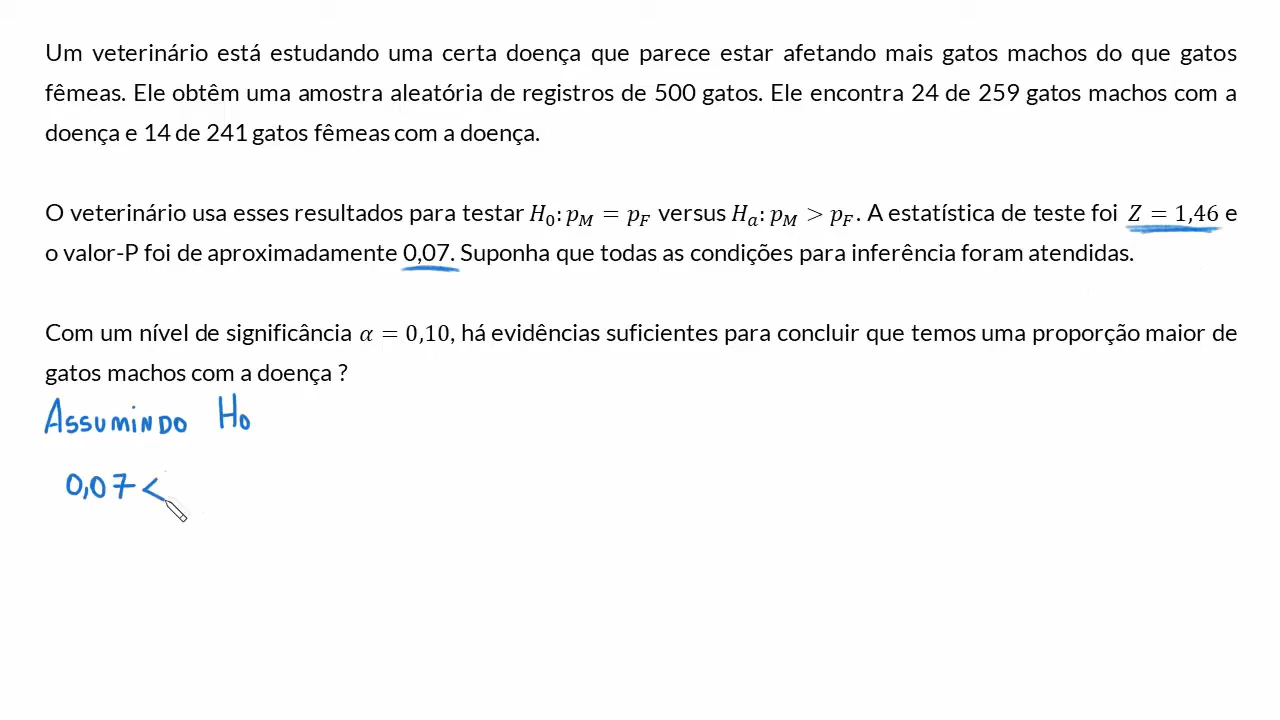 Um veterinário está estudando uma certa doença que parece estar afetando mais gatos machos do que gatos
fêmeas. Ele obtêm uma amostra aleatória de registros de 500 gatos. Ele encontra 24 de 259 gatos machos com a
doença e 14 de 241 gatos fêmeas com a doença.
O veterinário usa esses resultados para testar H₀: p_M = p_F versus H_a: p_M > p_F. A estatística de teste foi Z = 1,46 e
o valor-P foi de aproximadamente 0,07. Suponha que todas as condições para inferência foram atendidas.
Com um nível de significância α = 0,10, há evidências suficientes para concluir que temos uma proporção maior de
gatos machos com a doença ?
ASSUMINDO H₀
0,07 <